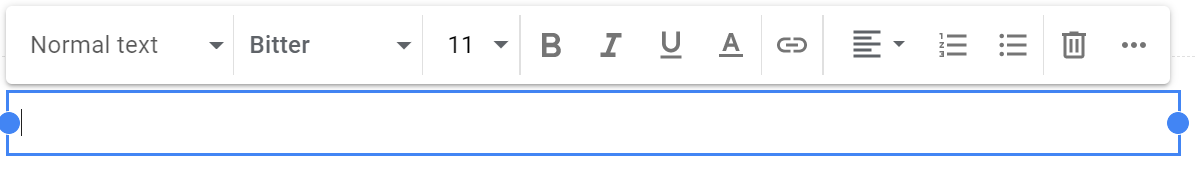 Normal text Bitter 11 B I U A